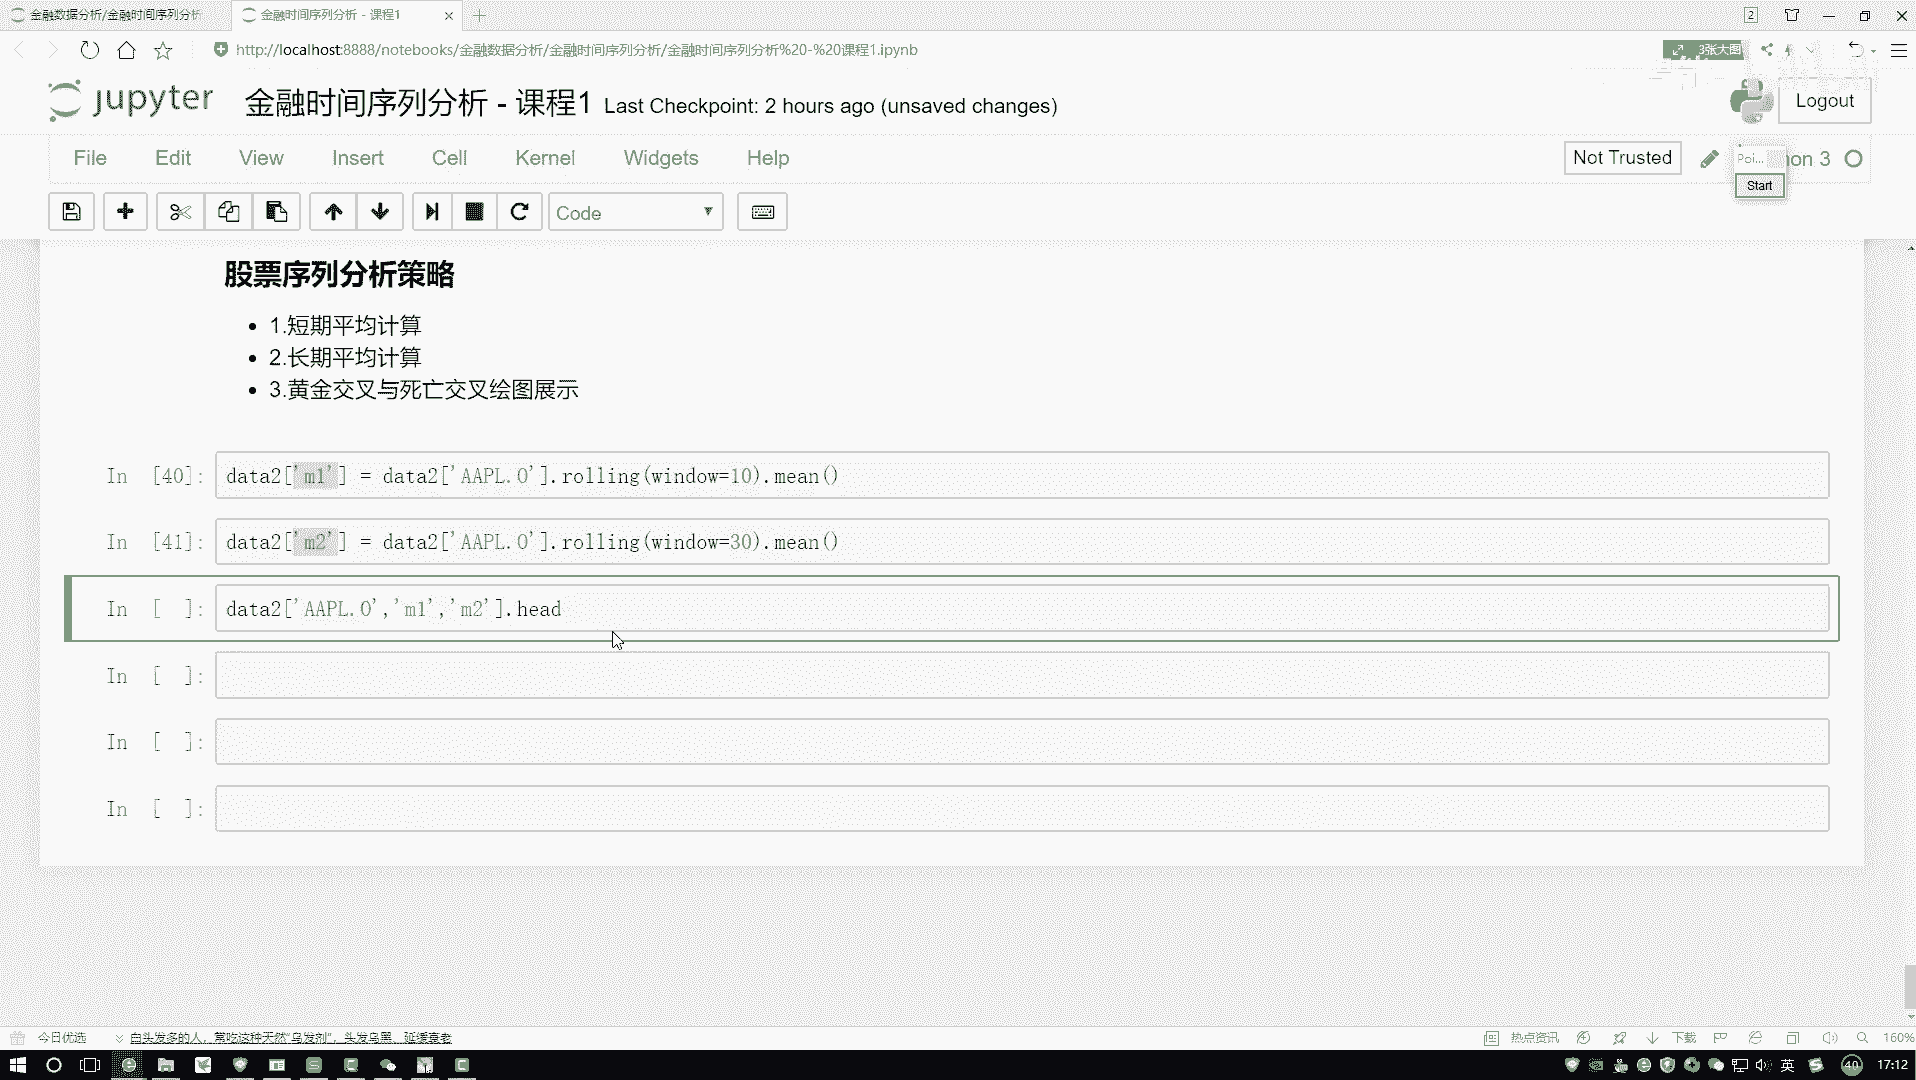 金融数据分析/金融时间序列分析
金融时间序列分析 - 课程1
2
http://localhost:8888/notebooks/金融数据分析/金融时间序列分析/金融时间序列分析%20-%20课程1.ipynb
3张大图
jupyter
金融时间序列分析 - 课程1 Last Checkpoint: 2 hours ago (unsaved changes)
Logout
File Edit View Insert Cell Kernel Widgets Help
Not Trusted
Poi... on 3
Start
Code
股票序列分析策略
• 1.短期平均计算
• 2.长期平均计算
• 3.黄金交叉与死亡交叉绘图展示
In [40]: data2['m1'] = data2['AAPL.O'].rolling(window=10).mean()
In [41]: data2['m2'] = data2['AAPL.O'].rolling(window=30).mean()
In [ ]: data2['AAPL.O','m1','m2'].head
In [ ]:
In [ ]:
In [ ]:
今日优选
白头发多的人，常吃这种天然“乌发剂”，头发乌黑、延缓衰老
热点资讯
下载
160%
英
40
17:12